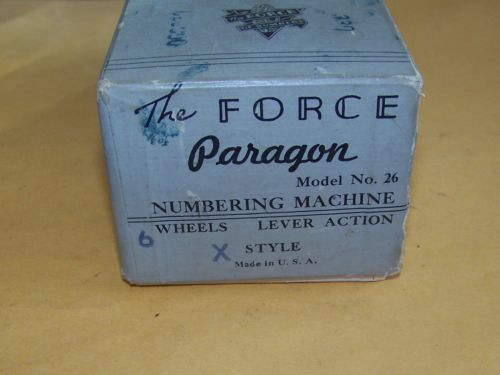 The FORCE
Paragon
Model No. 26
NUMBERING MACHINE
6 WHEELS LEVER ACTION
X STYLE
Made in U. S. A.